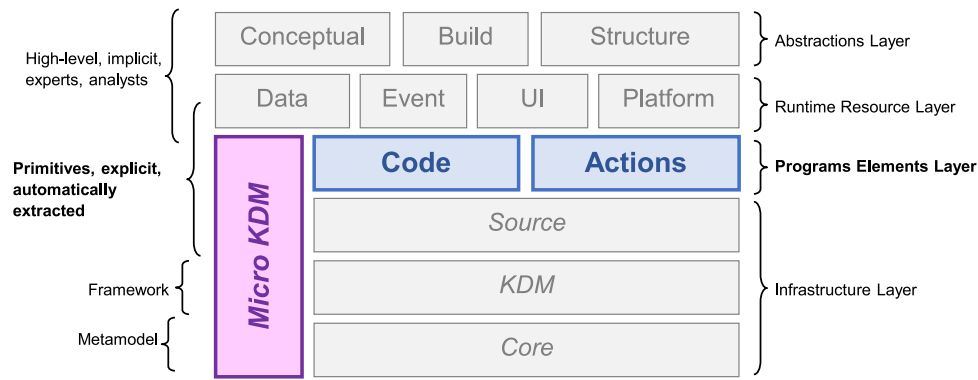 Conceptual Build Structure
Abstractions Layer
High-level, implicit,
experts, analysts
Data Event UI Platform
Runtime Resource Layer
Primitives, explicit,
automatically
extracted
Code Actions
Programs Elements Layer
Micro KDM
Source
Framework
KDM
Infrastructure Layer
Metamodel
Core